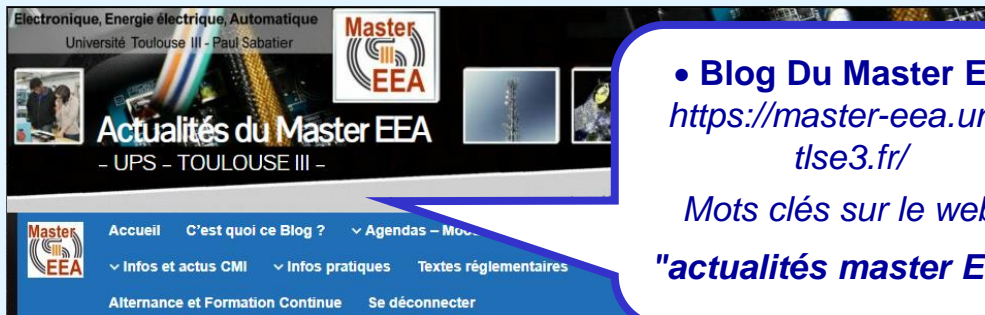 Electronique, Energie électrique, Automatique
Université Toulouse III - Paul Sabatier
Master
EEA
Actualités du Master EEA
– UPS – TOULOUSE III –
Master
EEA
Accueil C'est quoi ce Blog ? Agendas –
Infos et actus CMI Infos pratiques Textes réglementaires
Alternance et Formation Continue Se déconnecter
• Blog Du Master
https://master-eea.
tlse3.fr/
Mots clés sur le
"actualités master